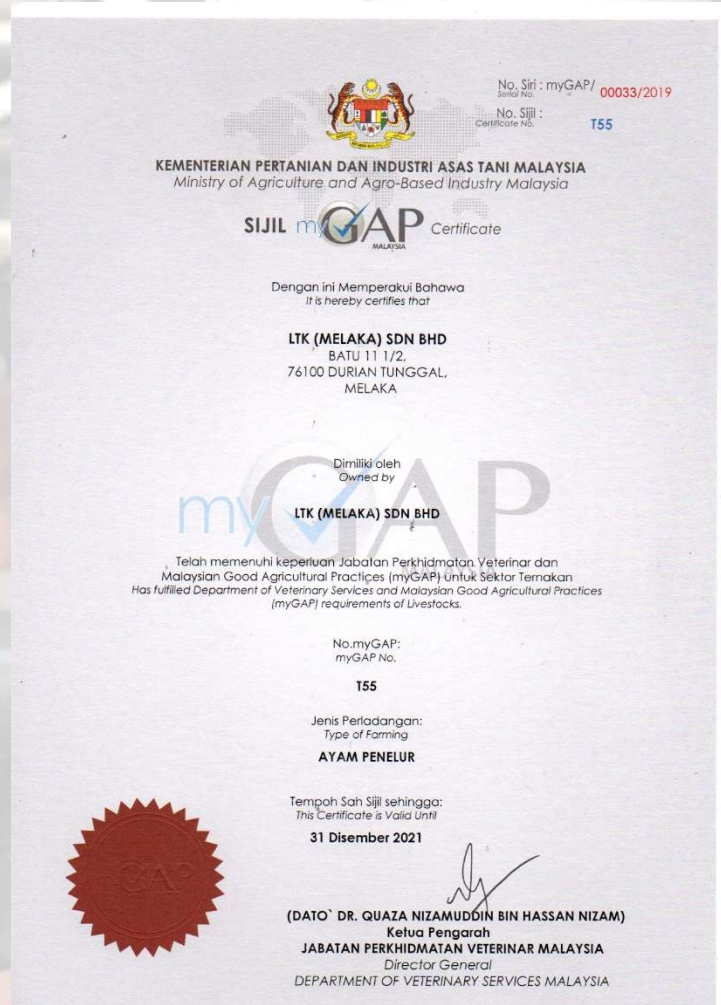 No. Siri : myGAP/ 00033/2019
Serial No.
No. Sijil : T55
Certificate No.
KEMENTERIAN PERTANIAN DAN INDUSTRI ASAS TANI MALAYSIA
Ministry of Agriculture and Agro-Based Industry Malaysia
SIJIL myGAP Certificate
MALAYSIA
Dengan ini Memperakui Bahawa
It is hereby certifies that
LTK (MELAKA) SDN BHD
BATU 11 1/2,
76100 DURIAN TUNGGAL,
MELAKA
Dimiliki oleh
Owned by
myGAP
LTK (MELAKA) SDN BHD
MALAYSIA
Telah memenuhi keperluan Jabatan Perkhidmatan Veterinar dan
Malaysian Good Agricultural Practices (myGAP) untuk Sektor Ternakan
Has fulfilled Department of Veterinary Services and Malaysian Good Agricultural Practices
(myGAP) requirements of Livestocks.
No.myGAP:
myGAP No.
T55
Jenis Perladangan:
Type of Farming
AYAM PENELUR
Tempoh Sah Sijil sehingga:
This Certificate is Valid Until
31 Disember 2021
GAP
(DATO` DR. QUAZA NIZAMUDDIN BIN HASSAN NIZAM)
Ketua Pengarah
JABATAN PERKHIDMATAN VETERINAR MALAYSIA
Director General
DEPARTMENT OF VETERINARY SERVICES MALAYSIA